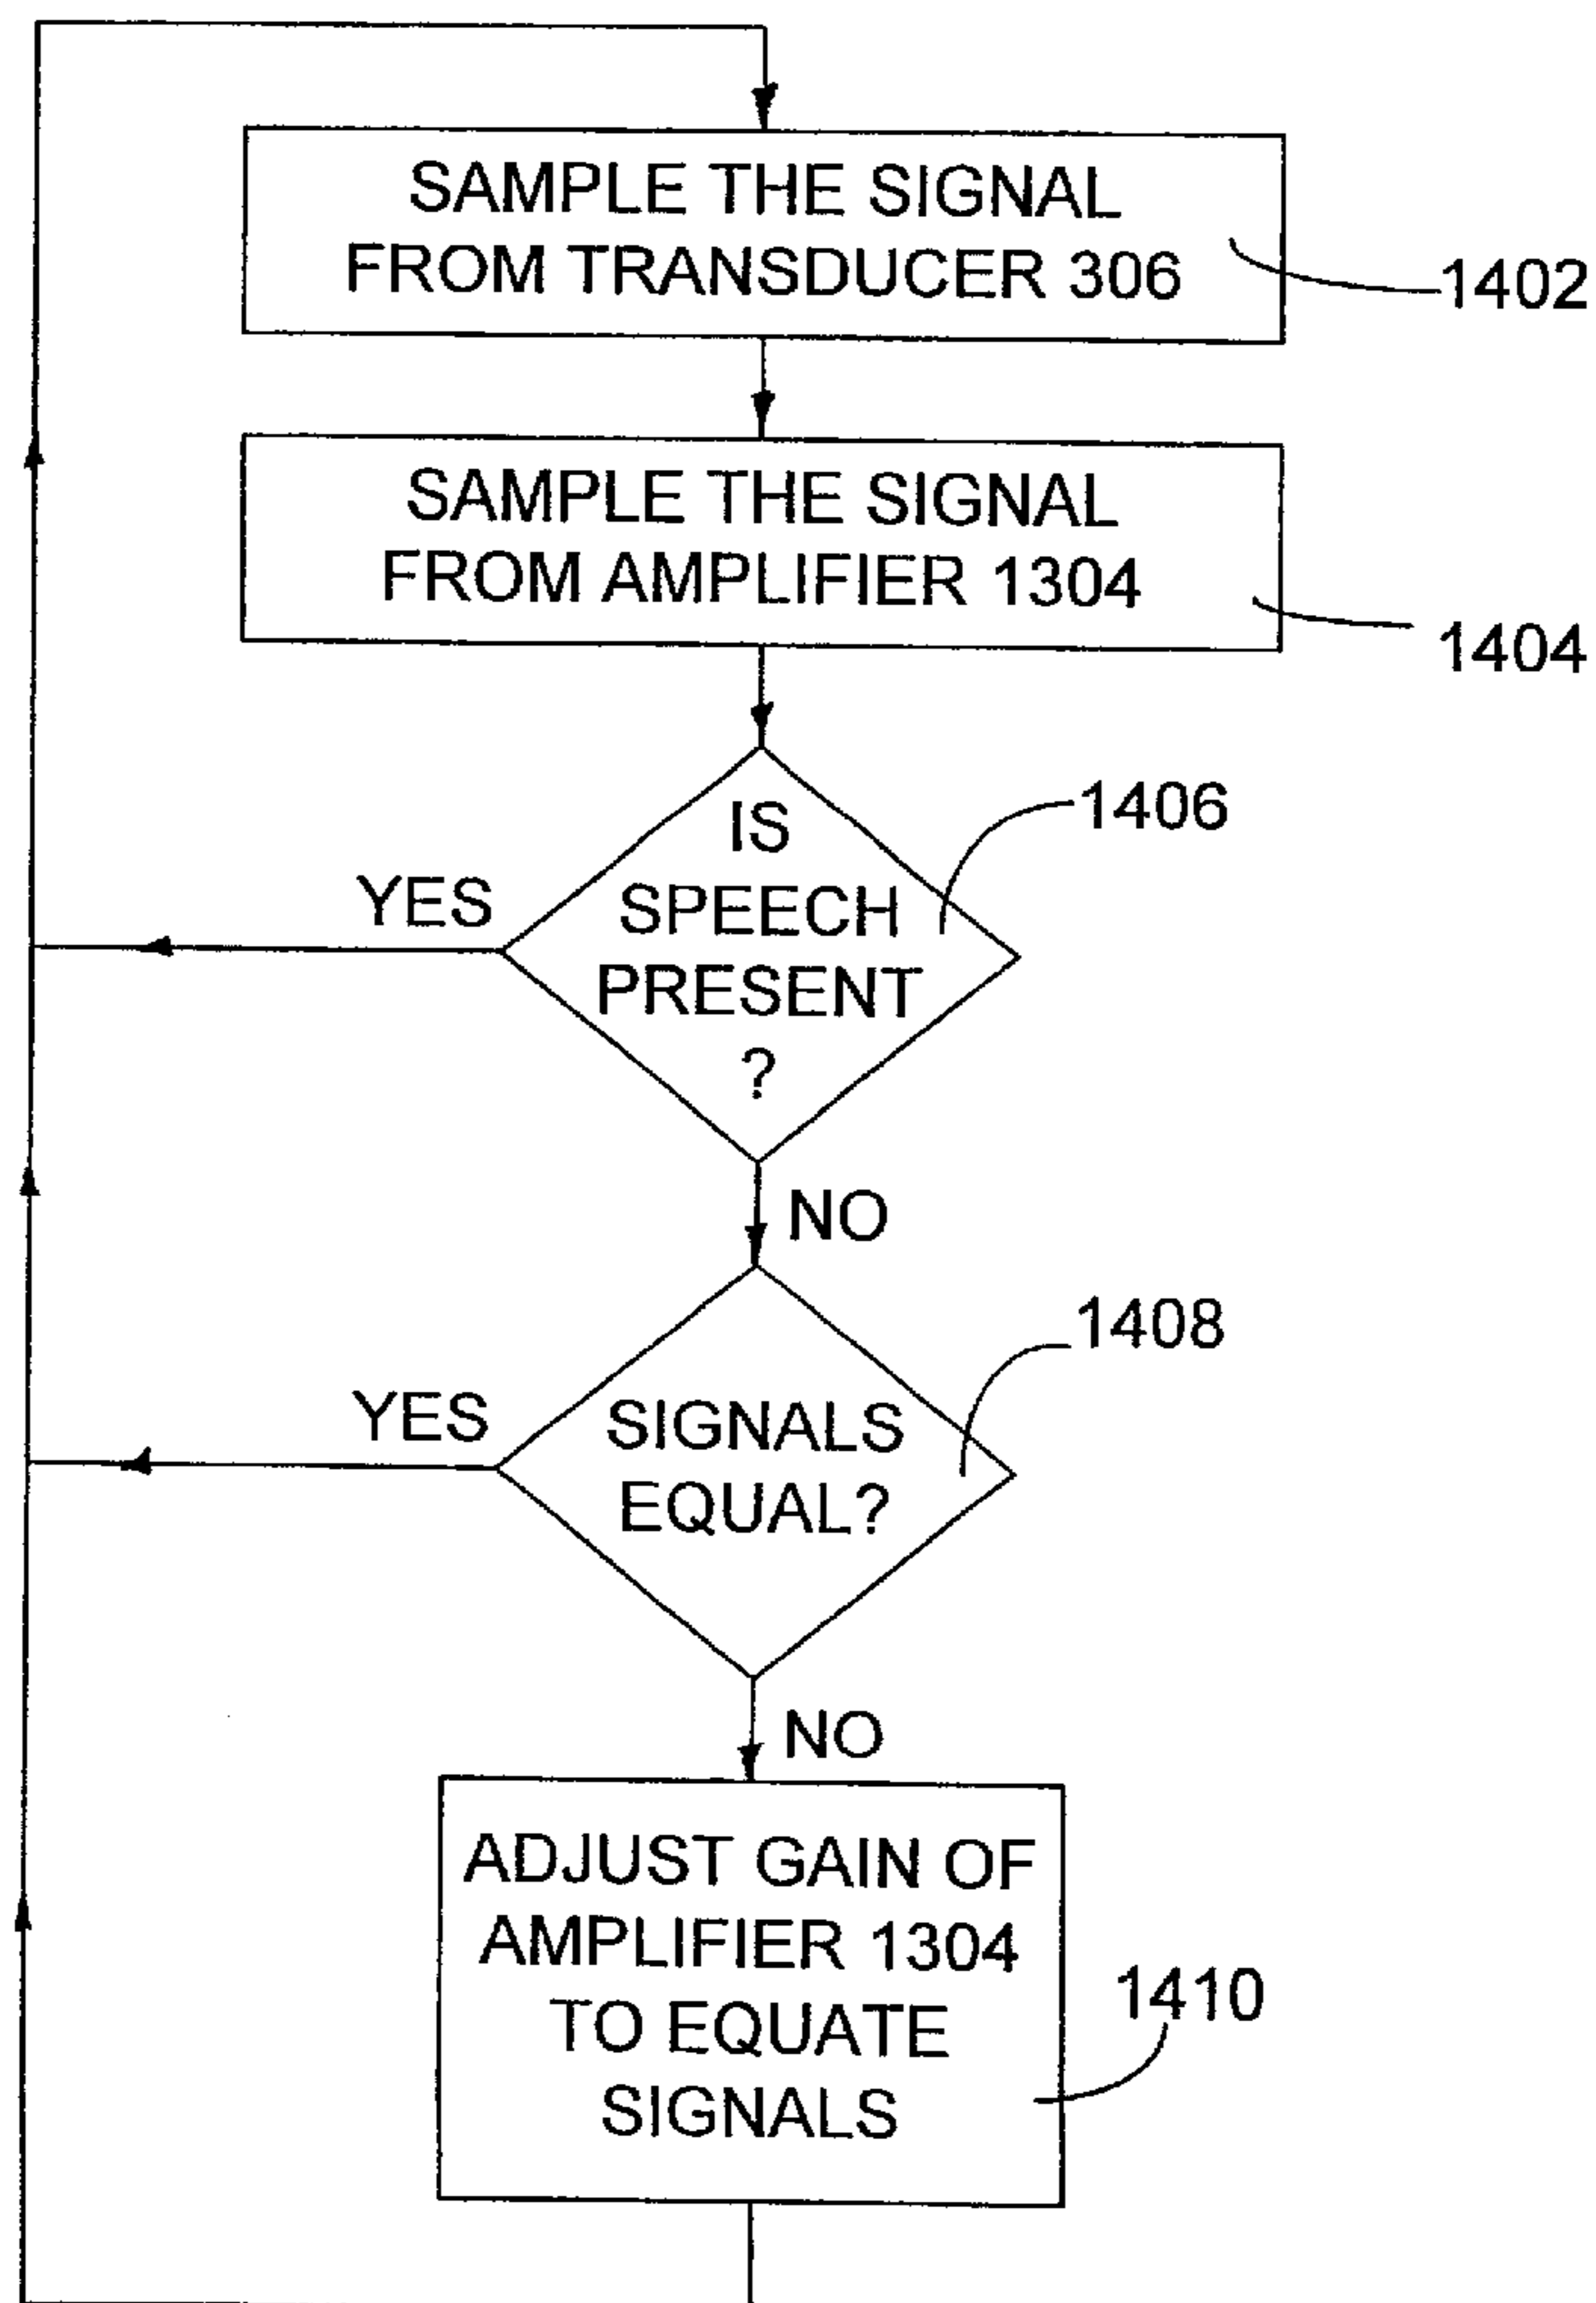 SAMPLE THE SIGNAL
FROM TRANSDUCER 306
1402
SAMPLE THE SIGNAL
FROM AMPLIFIER 1304
1404
1406
IS
SPEECH
PRESENT
?
YES
NO
1408
SIGNALS
EQUAL?
YES
NO
ADJUST GAIN OF
AMPLIFIER 1304
TO EQUATE
SIGNALS
1410